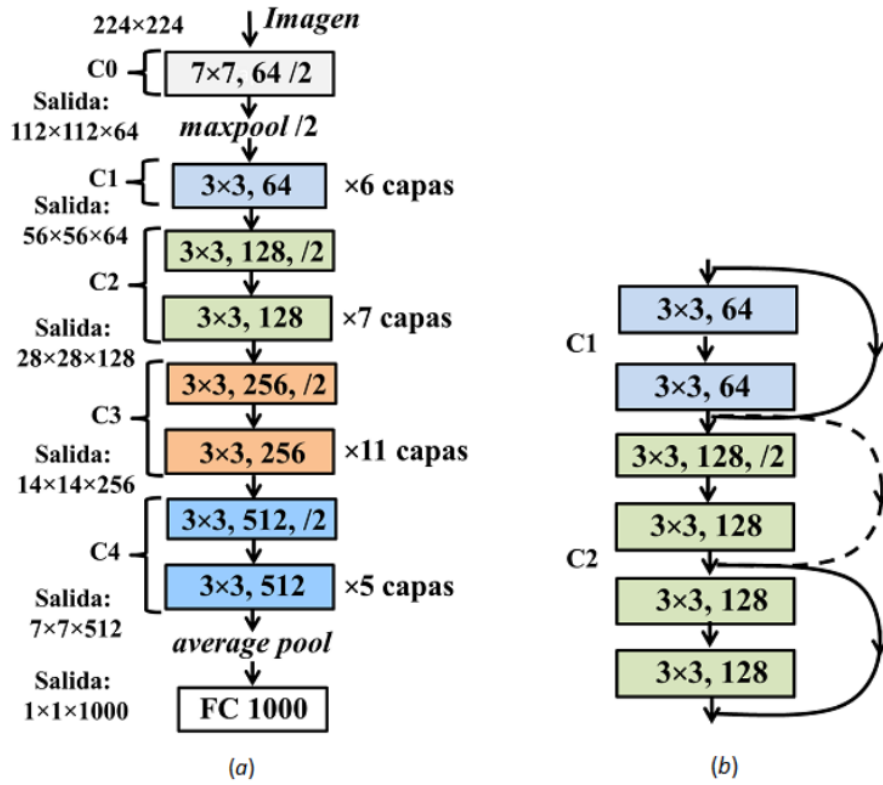 224×224
Imagen
C0
7×7, 64 /2
Salida:
112×112×64
maxpool /2
C1
3×3, 64
×6 capas
Salida:
56×56×64
3×3, 128, /2
C2
3×3, 128
×7 capas
Salida:
28×28×128
3×3, 256, /2
C3
3×3, 256
×11 capas
Salida:
14×14×256
3×3, 512, /2
C4
3×3, 512
×5 capas
Salida:
7×7×512
average pool
Salida:
1×1×1000
FC 1000
(a)
3×3, 64
C1
3×3, 64
3×3, 128, /2
3×3, 128
C2
3×3, 128
3×3, 128
(b)